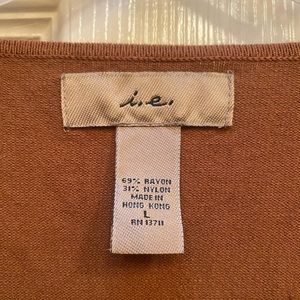 i.e.
69% RAYON
31% NYLON
MADE IN
HONG KONG
L
RN 13711